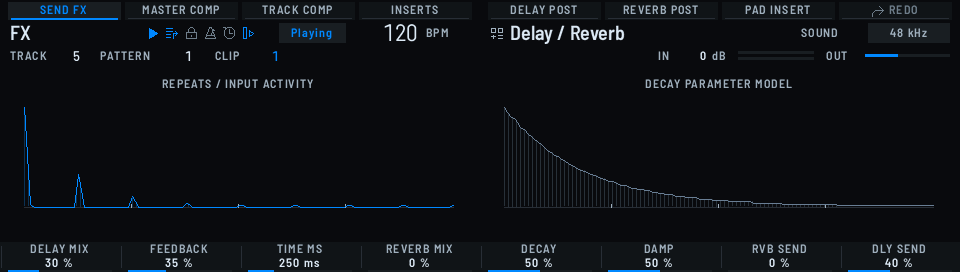 SEND FX MASTER COMP TRACK COMP INSERTS DELAY POST REVERB POST PAD INSERT REDO
FX Playing 120 BPM Delay / Reverb SOUND 48 kHz
TRACK 5 PATTERN 1 CLIP 1 IN 0 dB OUT
REPEATS / INPUT ACTIVITY DECAY PARAMETER MODEL
DELAY MIX FEEDBACK TIME MS REVERB MIX DECAY DAMP RVB SEND DLY SEND
30 % 35 % 250 ms 0 % 50 % 50 % 0 % 40 %